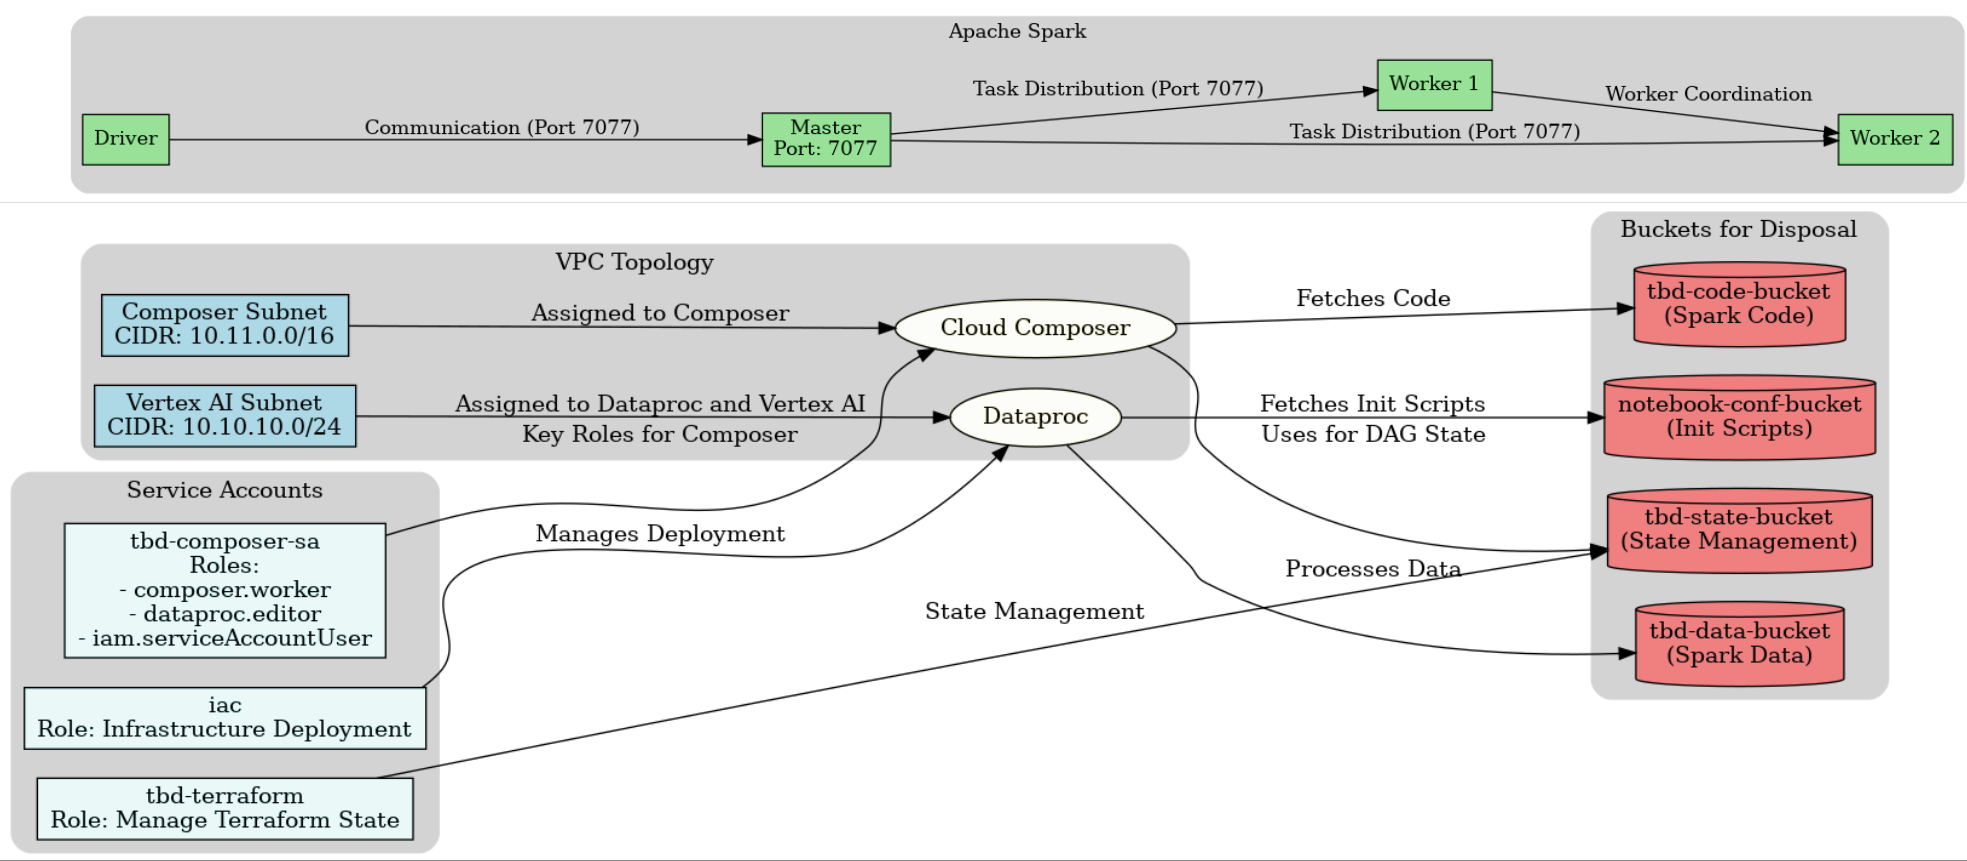 Apache Spark
Driver
Communication (Port 7077)
Master
Port: 7077
Task Distribution (Port 7077)
Worker 1
Worker Coordination
Task Distribution (Port 7077)
Worker 2
VPC Topology
Composer Subnet
CIDR: 10.11.0.0/16
Assigned to Composer
Cloud Composer
Fetches Code
Vertex AI Subnet
CIDR: 10.10.10.0/24
Assigned to Dataproc and Vertex AI
Key Roles for Composer
Dataproc
Fetches Init Scripts
Uses for DAG State
Buckets for Disposal
tbd-code-bucket
(Spark Code)
notebook-conf-bucket
(Init Scripts)
tbd-state-bucket
(State Management)
tbd-data-bucket
(Spark Data)
Service Accounts
tbd-composer-sa
Roles:
- composer.worker
- dataproc.editor
- iam.serviceAccountUser
Manages Deployment
Processes Data
State Management
iac
Role: Infrastructure Deployment
tbd-terraform
Role: Manage Terraform State